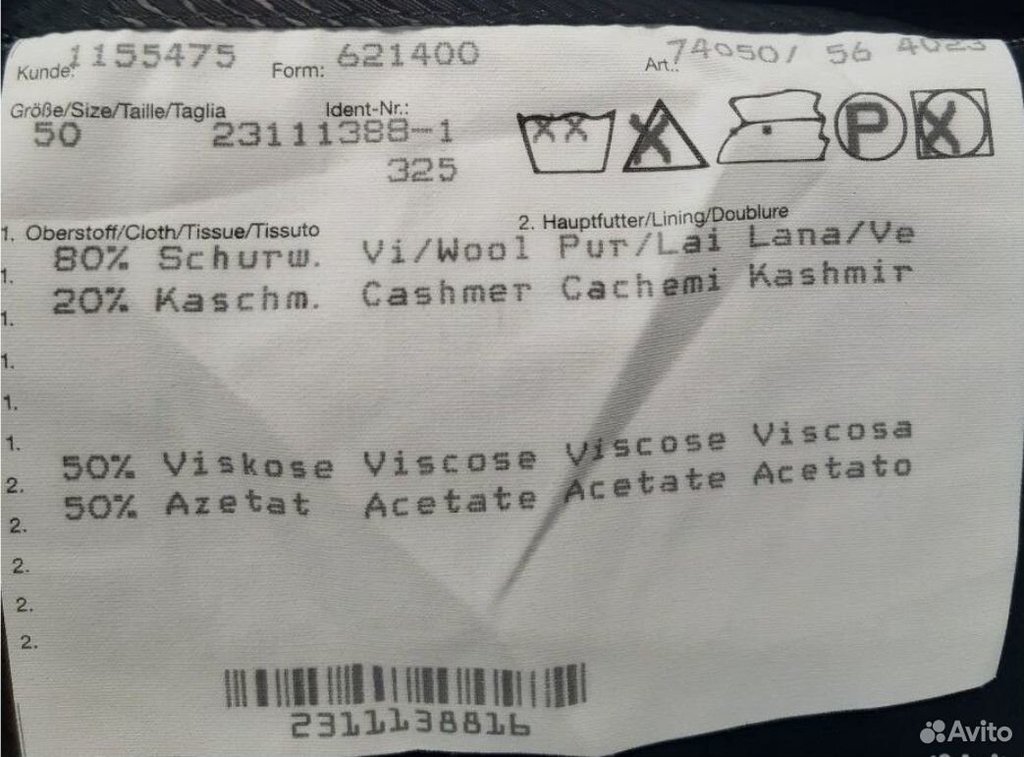 Kunde: 1155475 Form: 621400 Art.: 74050/ 56 4023
Größe/Size/Taille/Taglia Ident-Nr.:
50 23111388-1
325
P
1. Oberstoff/Cloth/Tissue/Tissuto 2. Hauptfutter/Lining/Doublure
80% Schurw. Vi/Wool Pur/Lai Lana/Ve
1.
20% Kaschm. Cashmer Cachemi Kashmir
1.
1.
1.
1.
50% Viskose Viscose Viscose Viscosa
2.
50% Azetat Acetate Acetate Acetato
2.
2.
2.
2.
2311138816
Avito